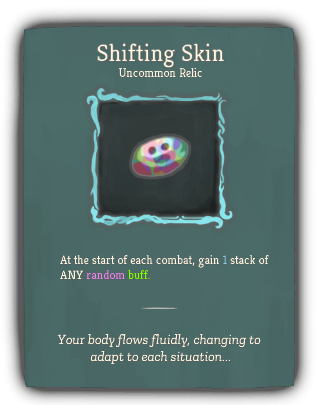 Shifting Skin
Uncommon Relic
At the start of each combat, gain 1 stack of
ANY random buff.
Your body flows fluidly, changing to
adapt to each situation...